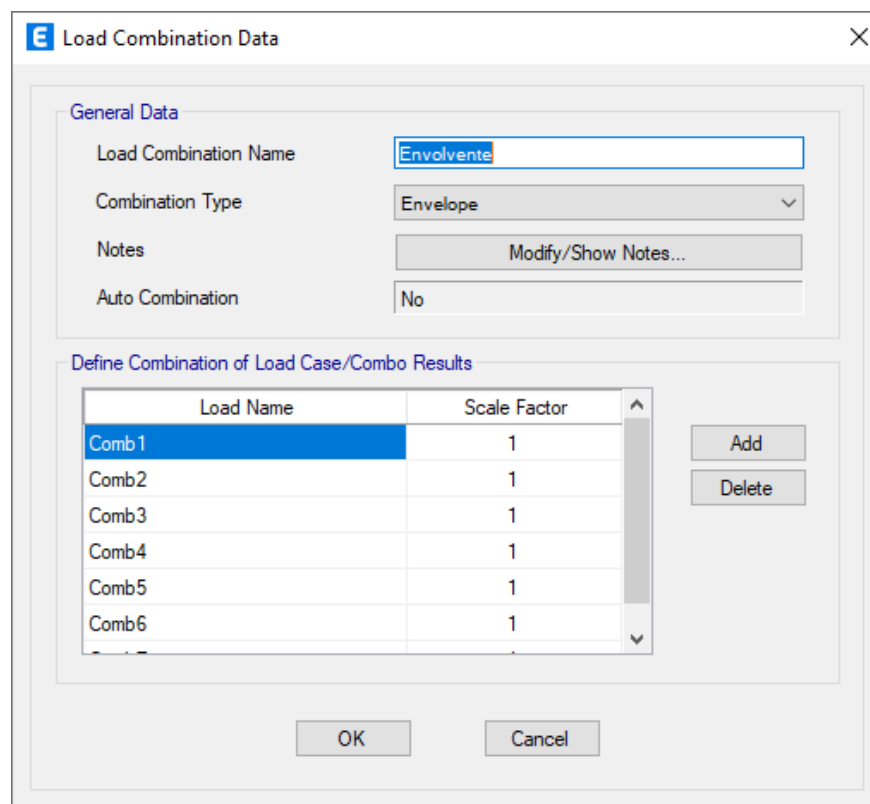 E Load Combination Data
General Data
Load Combination Name Envolvente
Combination Type Envelope
Notes Modify/Show Notes...
Auto Combination No
Define Combination of Load Case/Combo Results
Load Name Scale Factor
Comb1 1 Add
Comb2 1 Delete
Comb3 1
Comb4 1
Comb5 1
Comb6 1
OK Cancel